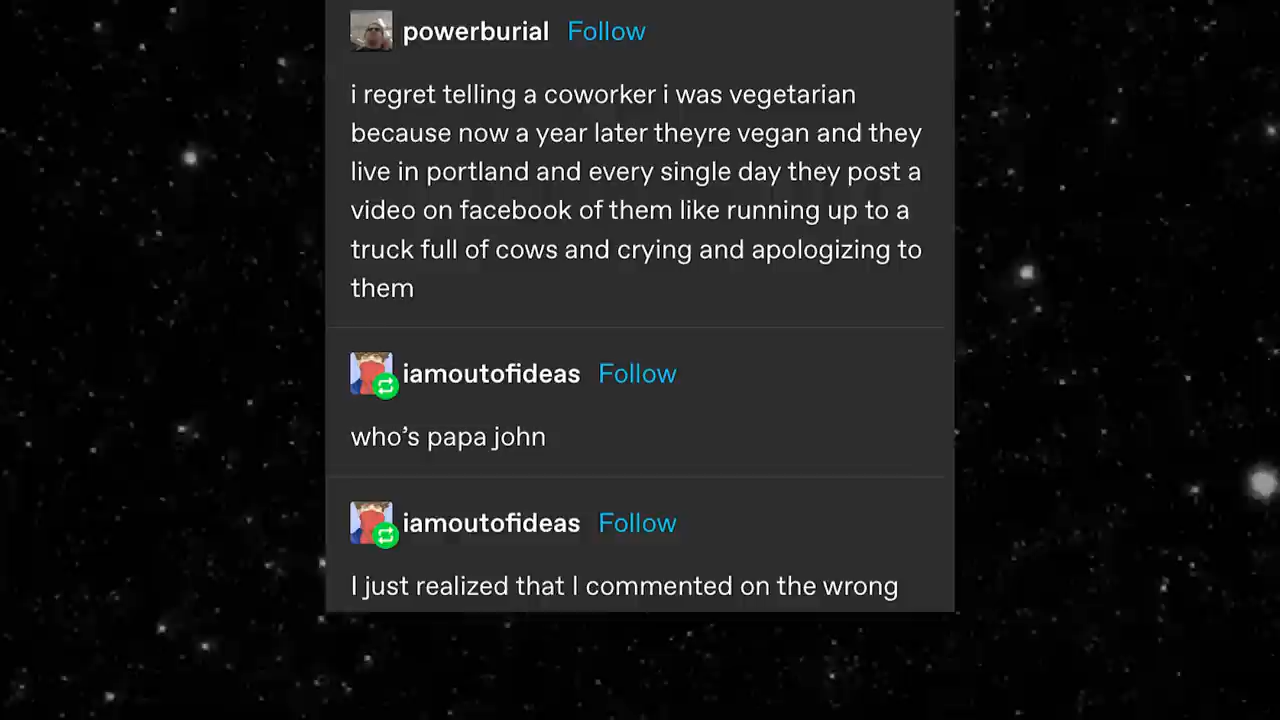 powerburial Follow
i regret telling a coworker i was vegetarian
because now a year later theyre vegan and they
live in portland and every single day they post a
video on facebook of them like running up to a
truck full of cows and crying and apologizing to
them
iamoutofideas Follow
who's papa john
iamoutofideas Follow
I just realized that I commented on the wrong